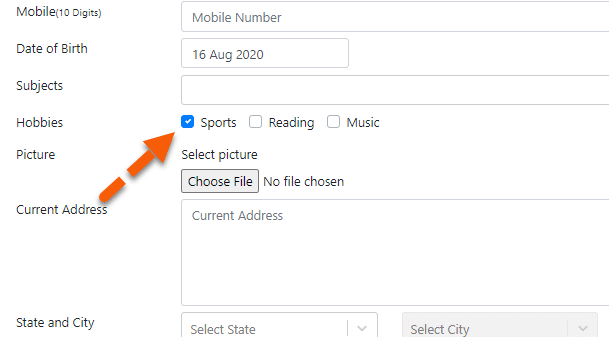 Mobile(10 Digits) Mobile Number
Date of Birth 16 Aug 2020
Subjects
Hobbies Sports Reading Music
Picture Select picture
Choose File No file chosen
Current Address Current Address
State and City Select State Select City